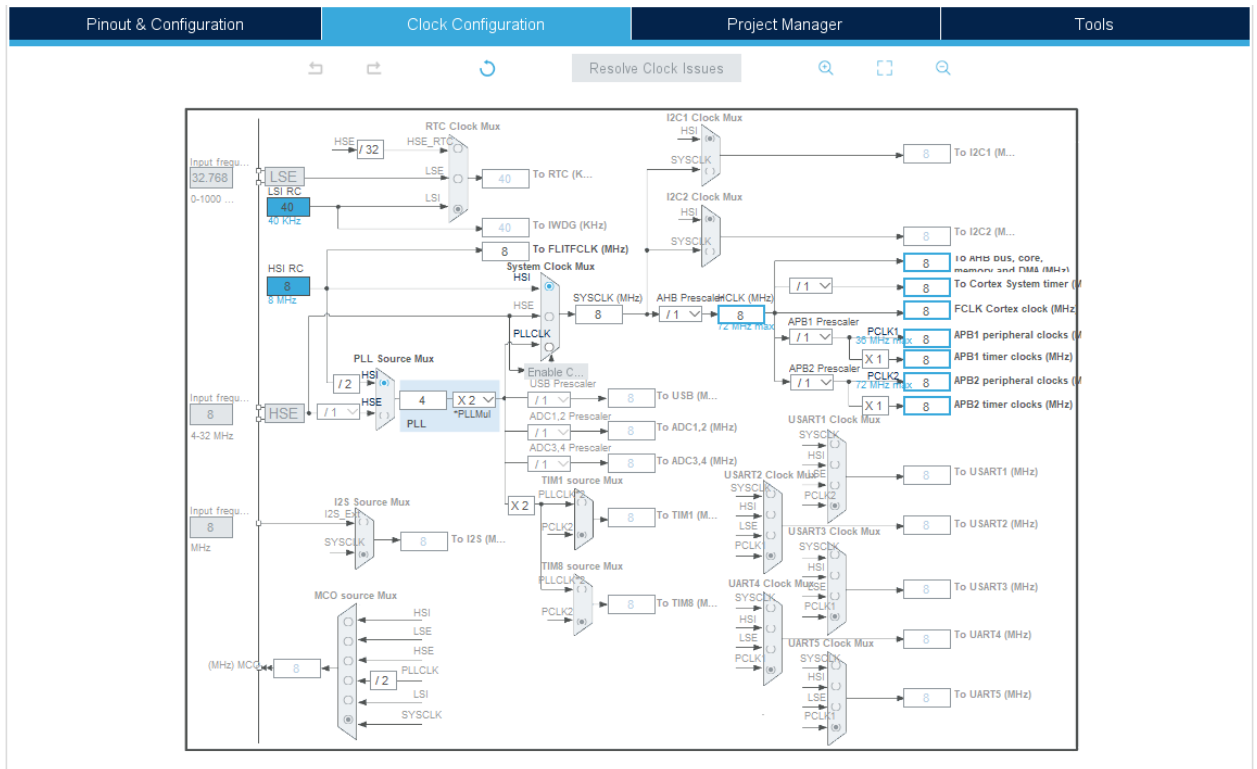 Pinout & Configuration
Clock Configuration
Project Manager
Tools
Resolve Clock Issues
RTC Clock Mux
HSE
/ 32
HSE_RTC
Input frequ...
32.768
0-1000 ...
LSE
LSE
40
To RTC (K...
LSI RC
40
40 KHz
LSI
40
To IWDG (KHz)
8
To FLITFCLK (MHz)
HSI RC
8
8 MHz
System Clock Mux
HSI
HSE
PLLCLK
Enable C...
SYSCLK (MHz)
8
AHB Prescaler
/ 1
HCLK (MHz)
8
72 MHz max
I2C1 Clock Mux
HSI
SYSCLK
8
To I2C1 (M...
I2C2 Clock Mux
HSI
SYSCLK
8
To I2C2 (M...
8
To AHB bus, core,
memory and DMA (MHz)
/ 1
8
To Cortex System timer (M
8
FCLK Cortex clock (MHz
APB1 Prescaler
/ 1
PCLK1
36 MHz max
8
APB1 peripheral clocks (M
X 1
8
APB1 timer clocks (MHz)
APB2 Prescaler
/ 1
PCLK2
72 MHz max
8
APB2 peripheral clocks (M
X 1
8
APB2 timer clocks (MHz)
PLL Source Mux
HSI
/ 2
HSE
/ 1
Input frequ...
8
4-32 MHz
HSE
4
X 2
*PLLMul
PLL
USB Prescaler
/ 1
8
To USB (M...
ADC1,2 Prescaler
/ 1
8
To ADC1,2 (MHz)
ADC3,4 Prescaler
/ 1
8
To ADC3,4 (MHz)
X 2
TIM1 source Mux
PLLCLK*2
PCLK2
8
To TIM1 (M...
TIM8 source Mux
PLLCLK*2
PCLK2
8
To TIM8 (M...
Input frequ...
8
MHz
I2S Source Mux
I2S_Ext
SYSCLK
8
To I2S (M...
MCO source Mux
HSI
LSE
HSE
/ 2
PLLCLK
LSI
SYSCLK
(MHz) MCO
8
USART1 Clock Mux
SYSCLK
HSI
LSE
PCLK2
8
To USART1 (MHz)
USART2 Clock Mux
SYSCLK
HSI
LSE
PCLK1
8
To USART2 (MHz)
USART3 Clock Mux
SYSCLK
HSI
LSE
PCLK1
8
To USART3 (MHz)
UART4 Clock Mux
SYSCLK
HSI
LSE
PCLK1
8
To UART4 (MHz)
UART5 Clock Mux
SYSCLK
HSI
LSE
PCLK1
8
To UART5 (MHz)